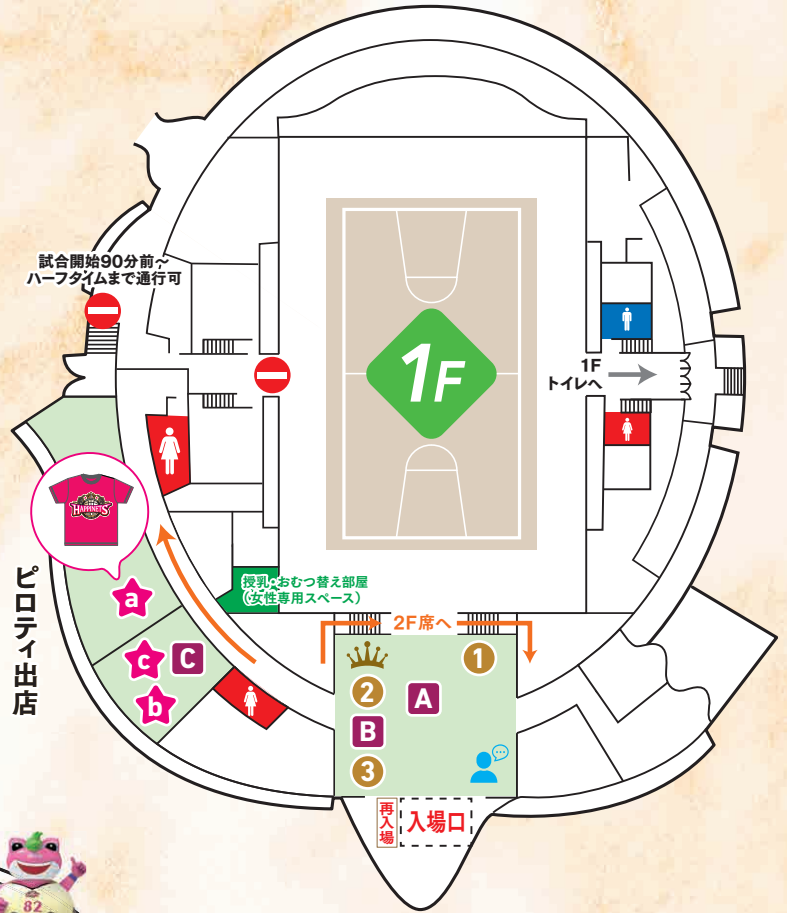 試合開始90分前～
ハーフタイムまで通行可
1F
1F
トイレへ
HAPPINETS
ピロティ出店
a
授乳・おむつ替え部屋
(女性専用スペース)
2F席へ
c
C
b
1
2
A
B
3
再入場
入場口
82